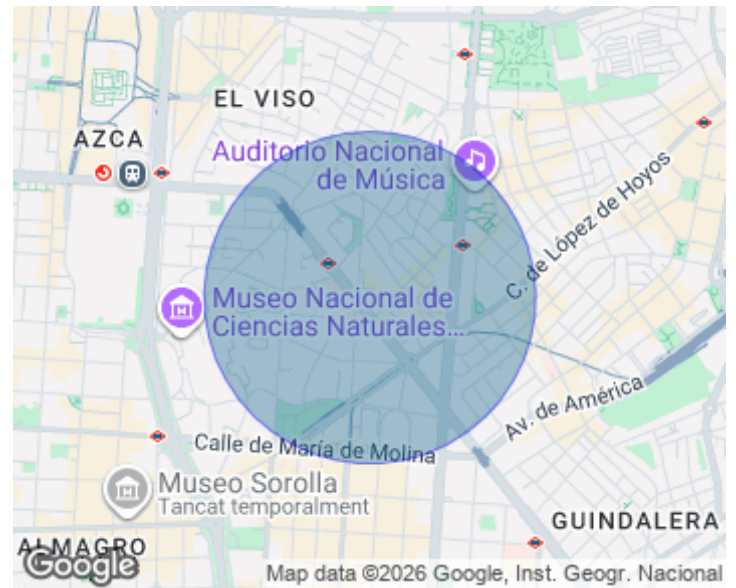 EL VISO
AZCA
Auditorio Nacional
de Música
C. de López de Hoyos
Museo Nacional de
Ciencias Naturales....
Av. de América
Calle de María de Molina
Museo Sorolla
Tancat temporalment
GUINDALERA
ALMAGRO
Google
Map data ©2026 Google, Inst. Geogr. Nacional